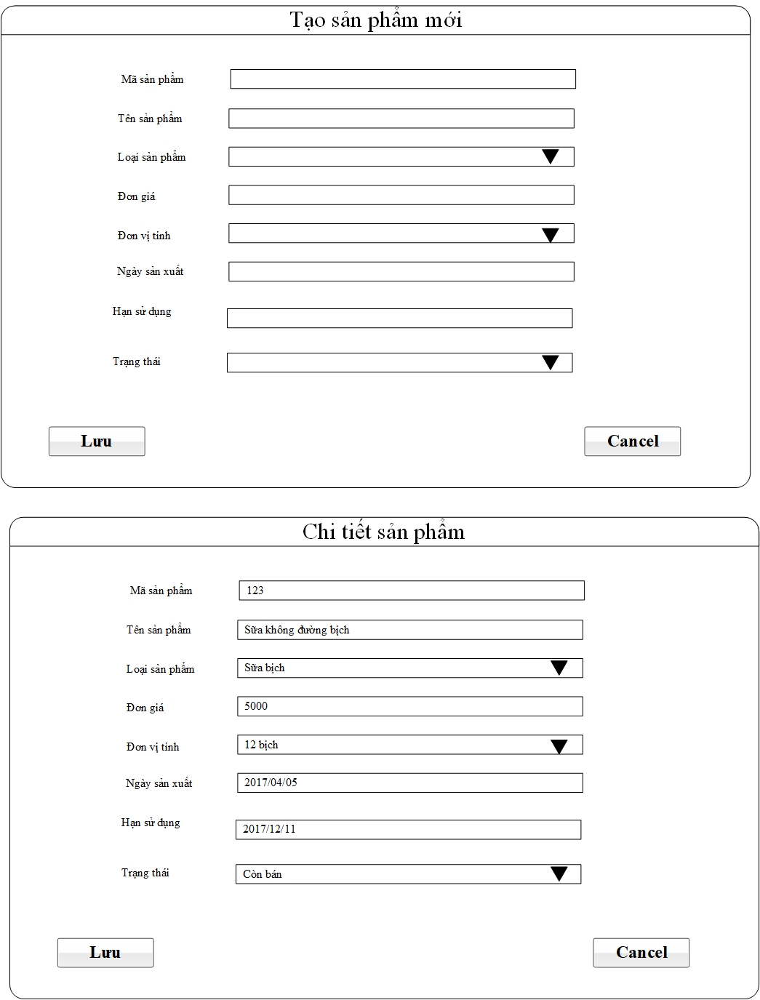 Tạo sản phẩm mới
Mã sản phẩm
Tên sản phẩm
Loại sản phẩm
Đơn giá
Đơn vị tính
Ngày sản xuất
Hạn sử dụng
Trạng thái
Lưu Cancel
Chi tiết sản phẩm
Mã sản phẩm 123
Tên sản phẩm Sữa không đường bịch
Loại sản phẩm Sữa bịch
Đơn giá 5000
Đơn vị tính 12 bịch
Ngày sản xuất 2017/04/05
Hạn sử dụng 2017/12/11
Trạng thái Còn bán
Lưu Cancel